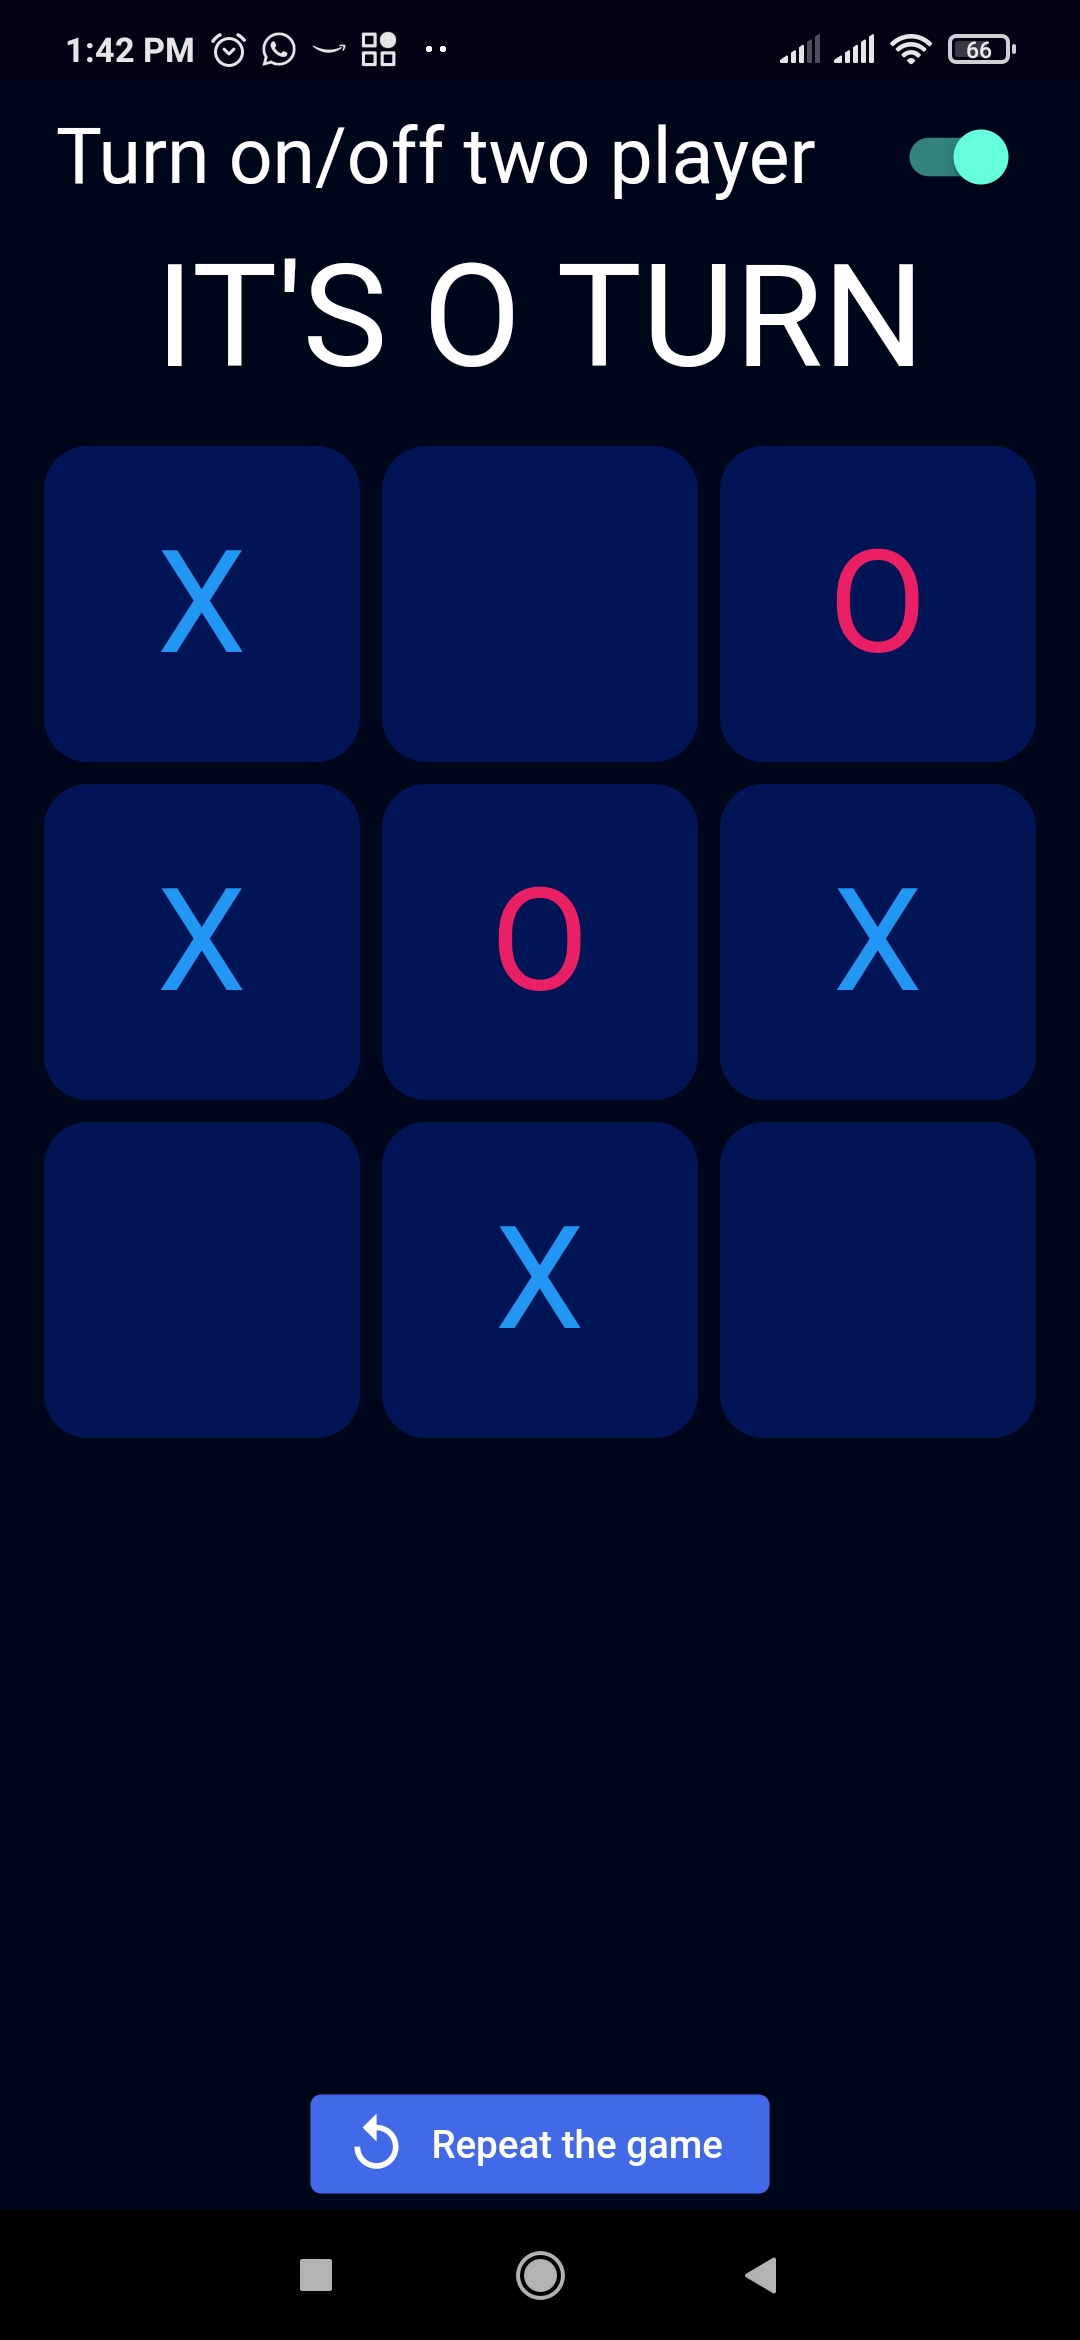 1:42 PM 66
Turn on/off two player
IT'S O TURN
X O
X O X
X
Repeat the game